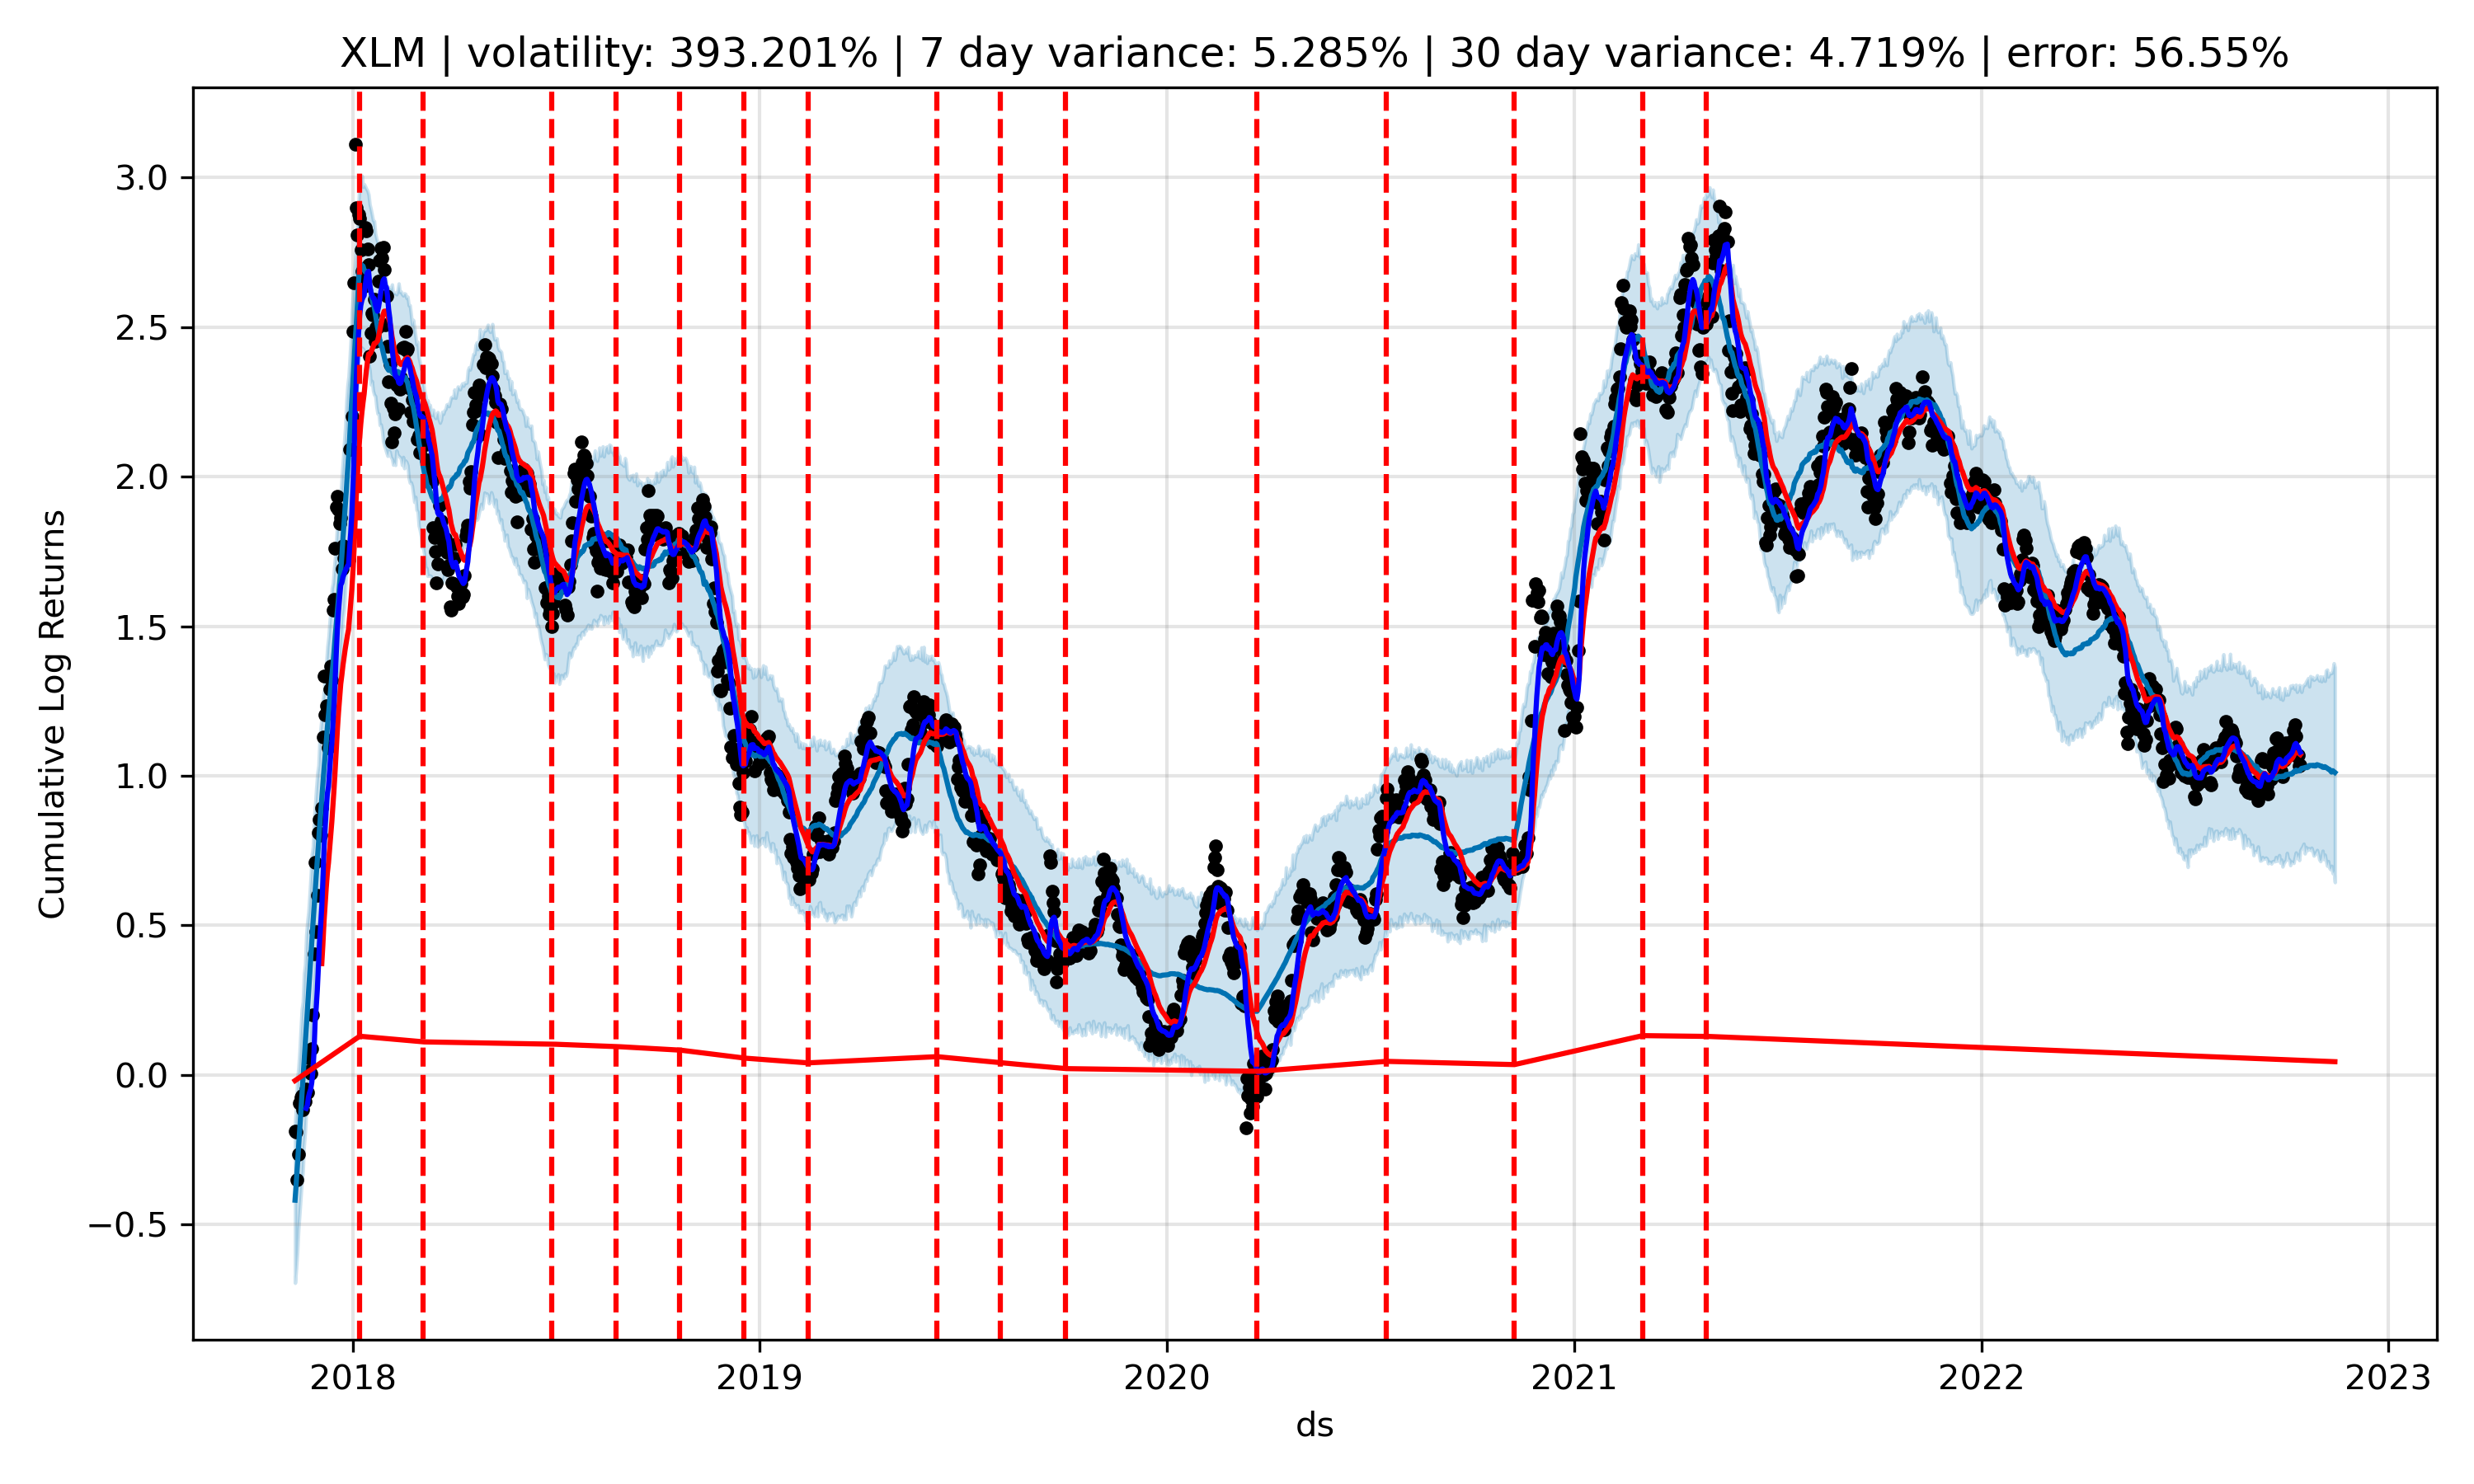 XLM | volatility: 393.201% | 7 day variance: 5.285% | 30 day variance: 4.719% | error: 56.55%
Cumulative Log Returns
3.0
2.5
2.0
1.5
1.0
0.5
0.0
−0.5
2018 2019 2020 2021 2022 2023
ds